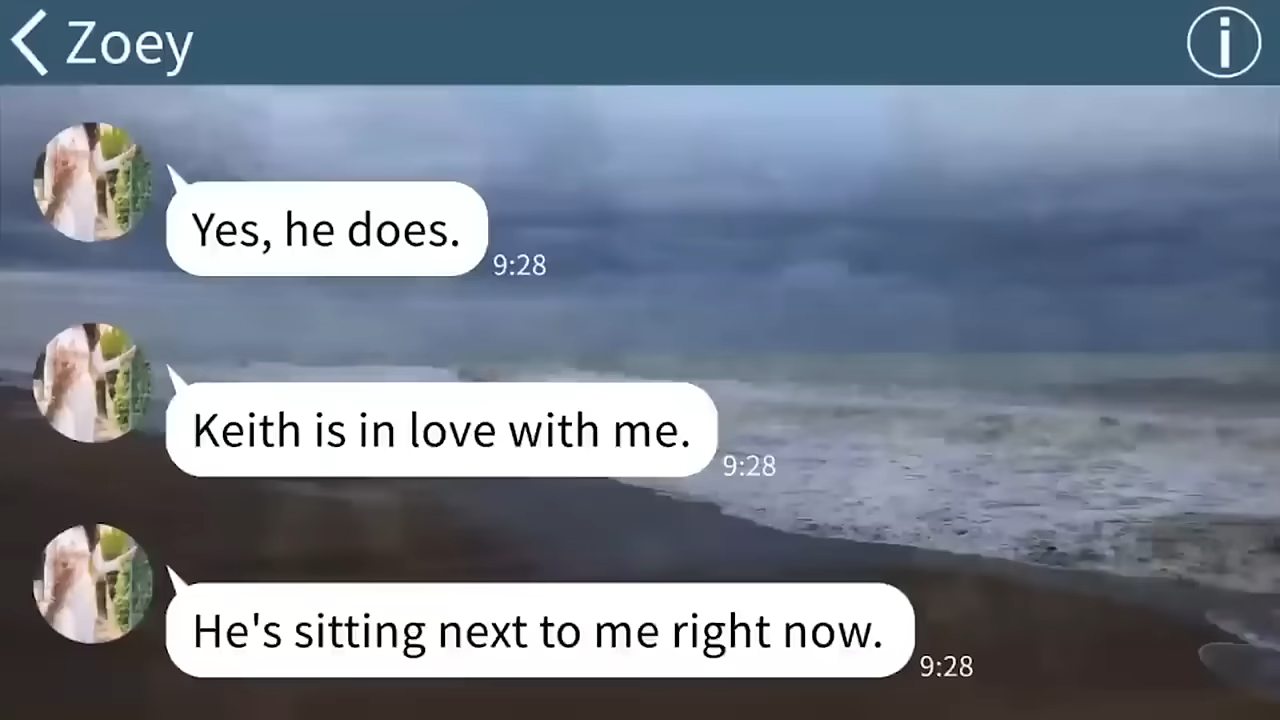 Zoey
Yes, he does.
9:28
Keith is in love with me.
9:28
He's sitting next to me right now.
9:28